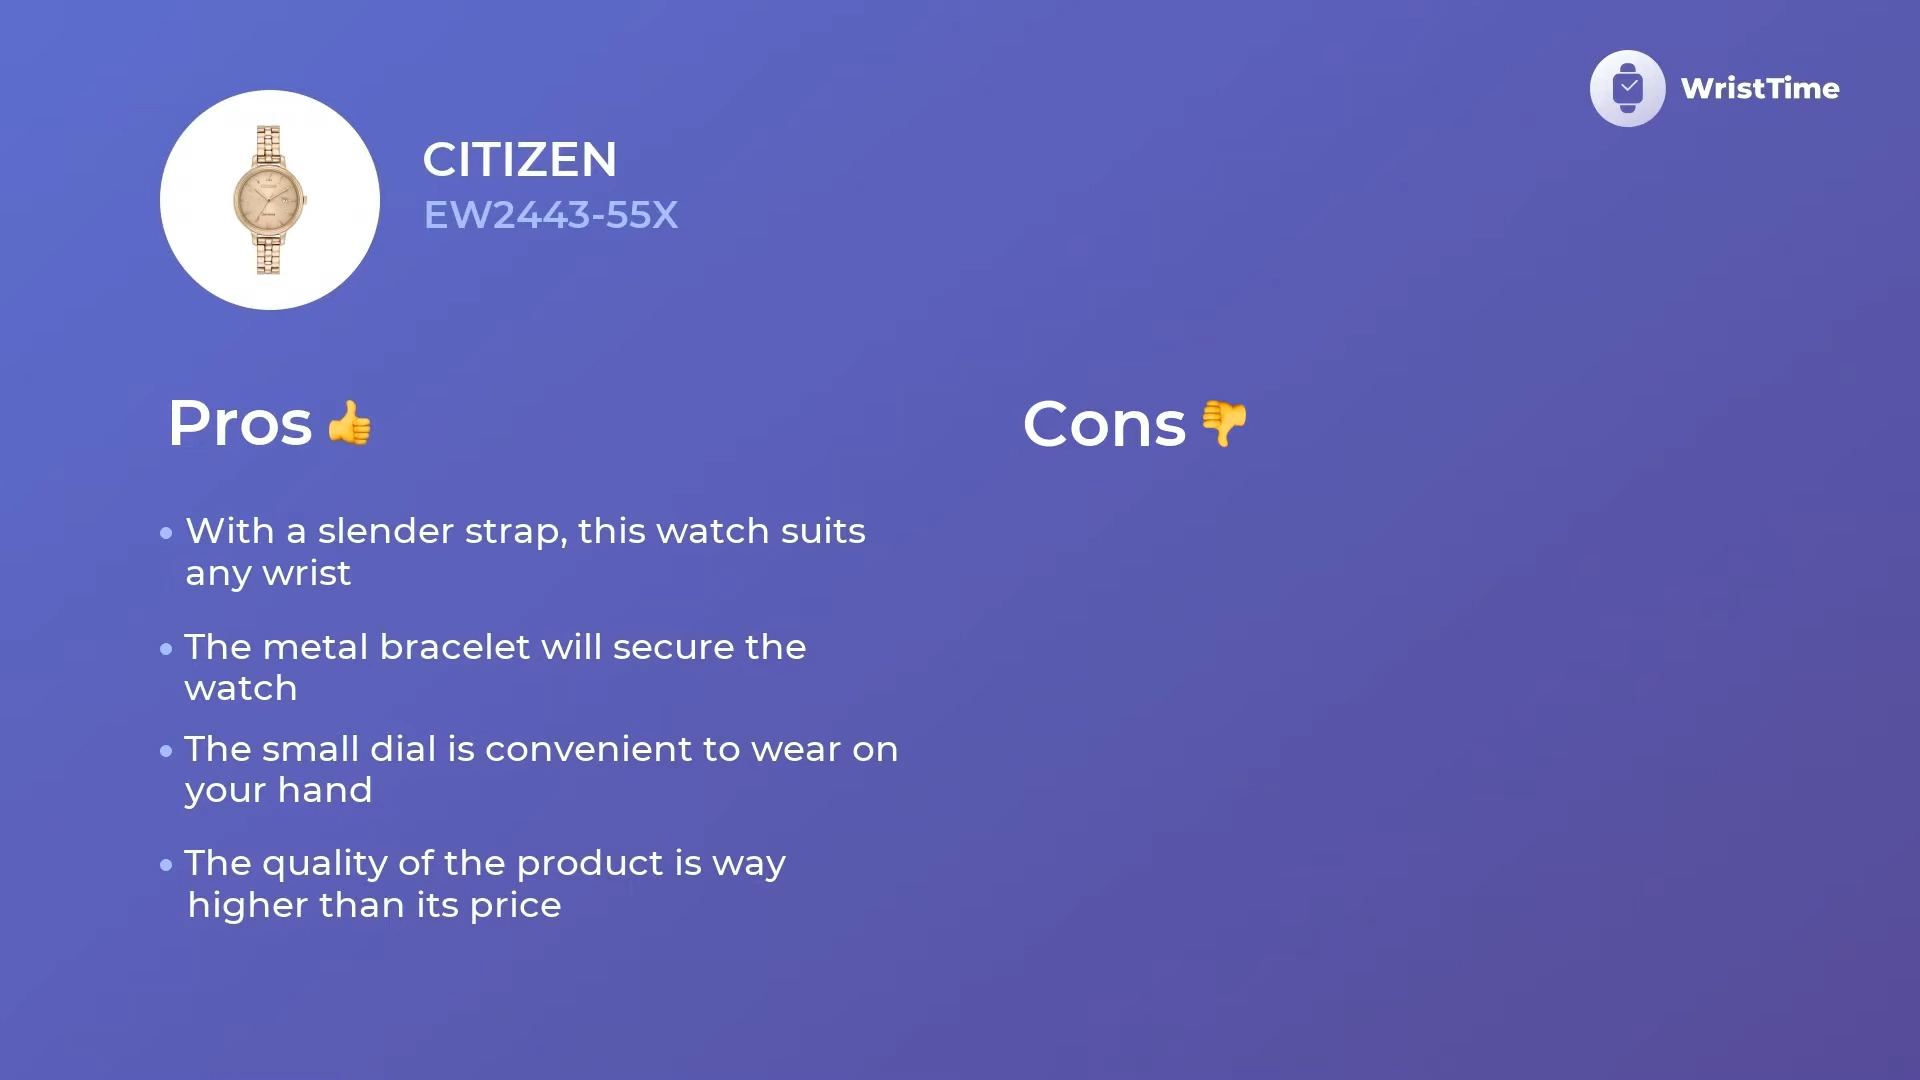 WristTime
CITIZEN
EW2443-55X
Pros 👍
Cons 👎
With a slender strap, this watch suits
any wrist
The metal bracelet will secure the
watch
The small dial is convenient to wear on
your hand
The quality of the product is way
higher than its price